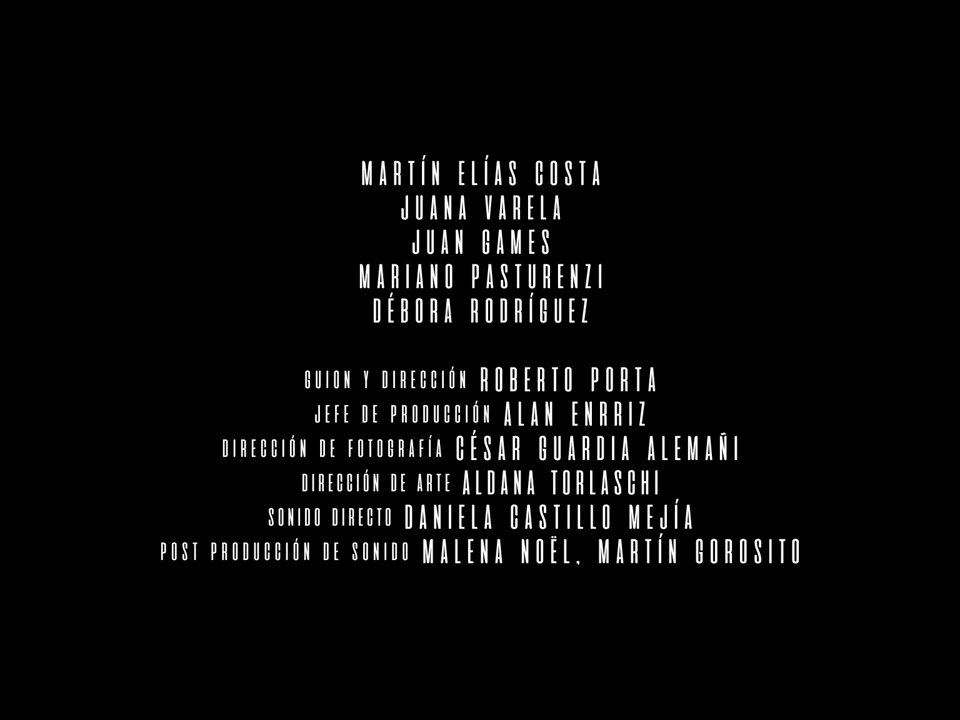 MARTÍN ELÍAS COSTA
JUANA VARELA
JUAN GAMES
MARIANO PASTURENZI
DÉBORA RODRÍGUEZ
GUION Y DIRECCIÓN ROBERTO PORTA
JEFE DE PRODUCCIÓN ALAN ENRRIZ
DIRECCIÓN DE FOTOGRAFÍA CÉSAR GUARDIA ALEMAÑI
DIRECCIÓN DE ARTE ALDANA TORLASCHI
SONIDO DIRECTO DANIELA CASTILLO MEJÍA
POST PRODUCCIÓN DE SONIDO MALENA NOËL, MARTÍN GOROSITO